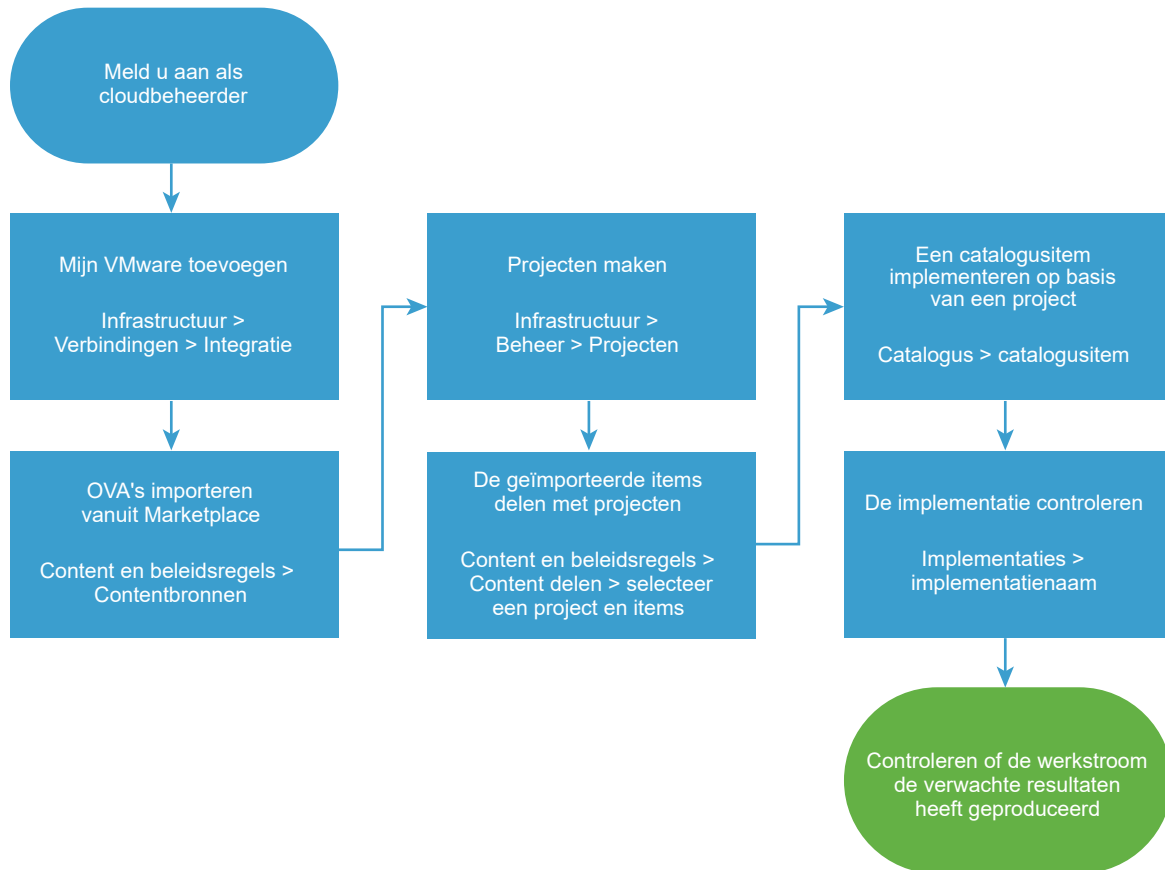 Meld u aan als
cloudbeheerder
Mijn VMware toevoegen
Infrastructuur >
Verbindingen > Integratie
OVA's importeren
vanuit Marketplace
Content en beleidsregels >
Contentbronnen
Projecten maken
Infrastructuur >
Beheer > Projecten
De geïmporteerde items
delen met projecten
Content en beleidsregels >
Content delen > selecteer
een project en items
Een catalogusitem
implementeren op basis
van een project
Catalogus > catalogusitem
De implementatie controleren
Implementaties >
implementatienaam
Controleren of de werkstroom
de verwachte resultaten
heeft geproduceerd